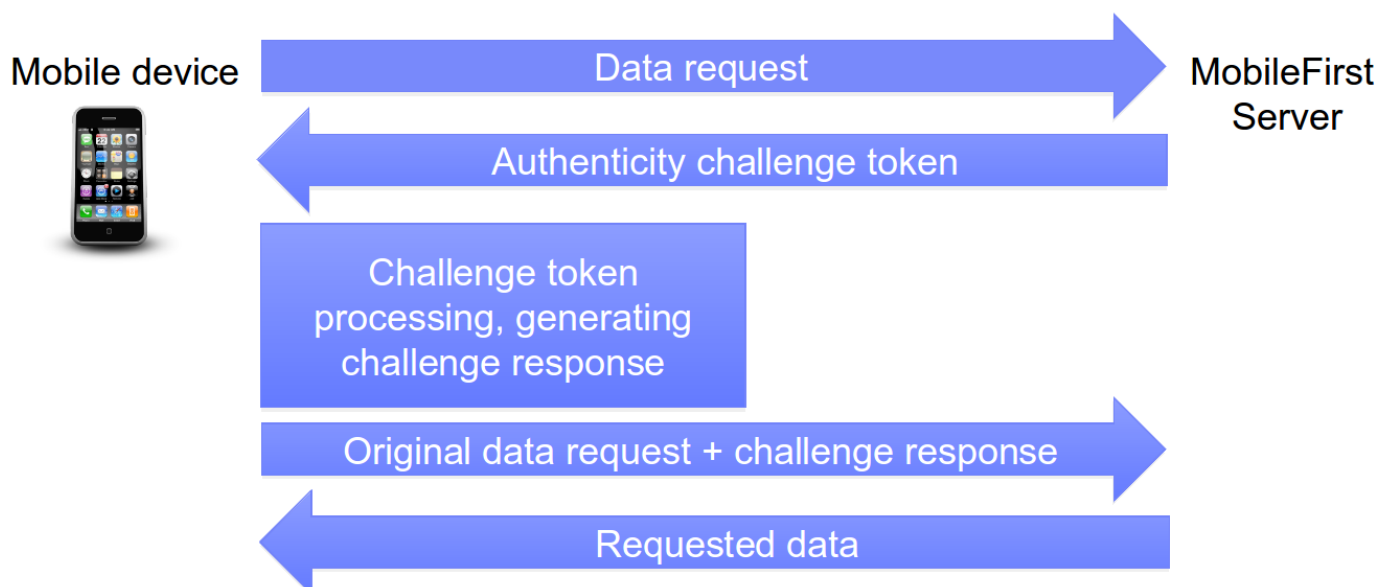 Data request
Mobile device
MobileFirst
Server
Authenticity challenge token
Challenge token
processing, generating
challenge response
Original data request + challenge response
Requested data